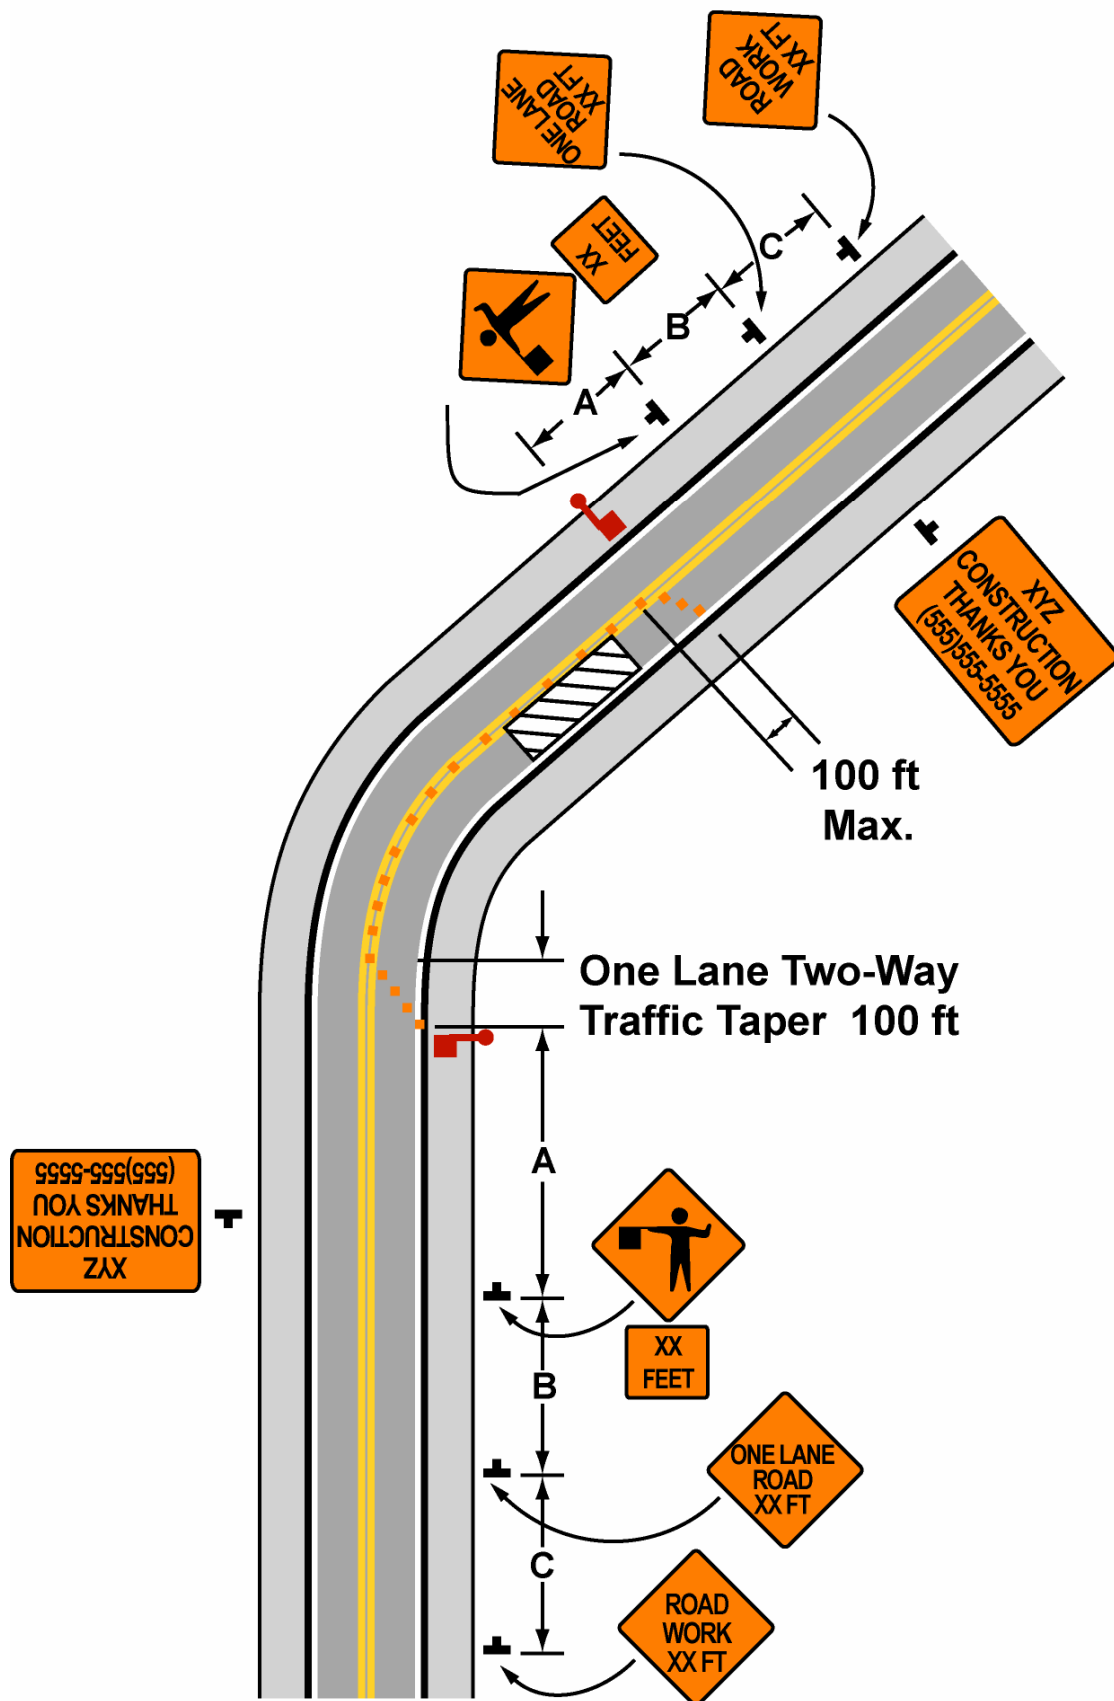 ROAD
WORK
XX FT
ONE LANE
ROAD
XX FT
XX
FEET
C
B
A
XYZ
CONSTRUCTION
THANKS YOU
(555)555-5555
100 ft
Max.
One Lane Two-Way
Traffic Taper 100 ft
A
XYZ
CONSTRUCTION
THANKS YOU
(555)555-5555
XX
FEET
B
ONE LANE
ROAD
XX FT
C
ROAD
WORK
XX FT